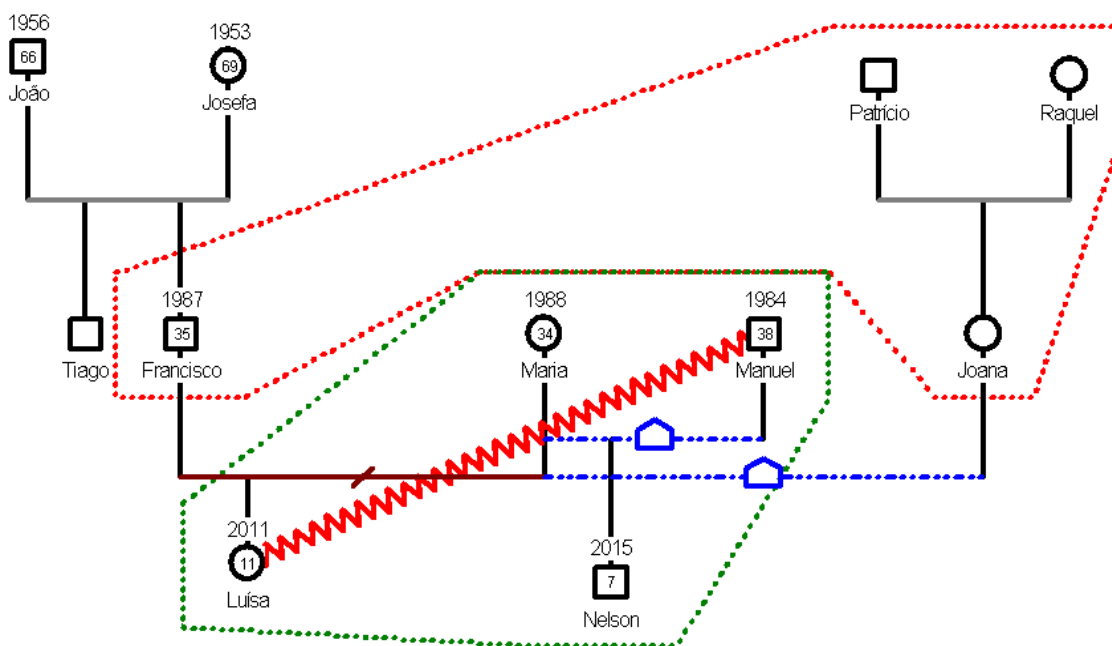 1956
66
João
1953
69
Josefa
Patrício
Raquel
Tiago
1987
35
Francisco
1988
34
Maria
1984
38
Manuel
Joana
2011
11
Luísa
2015
7
Nelson